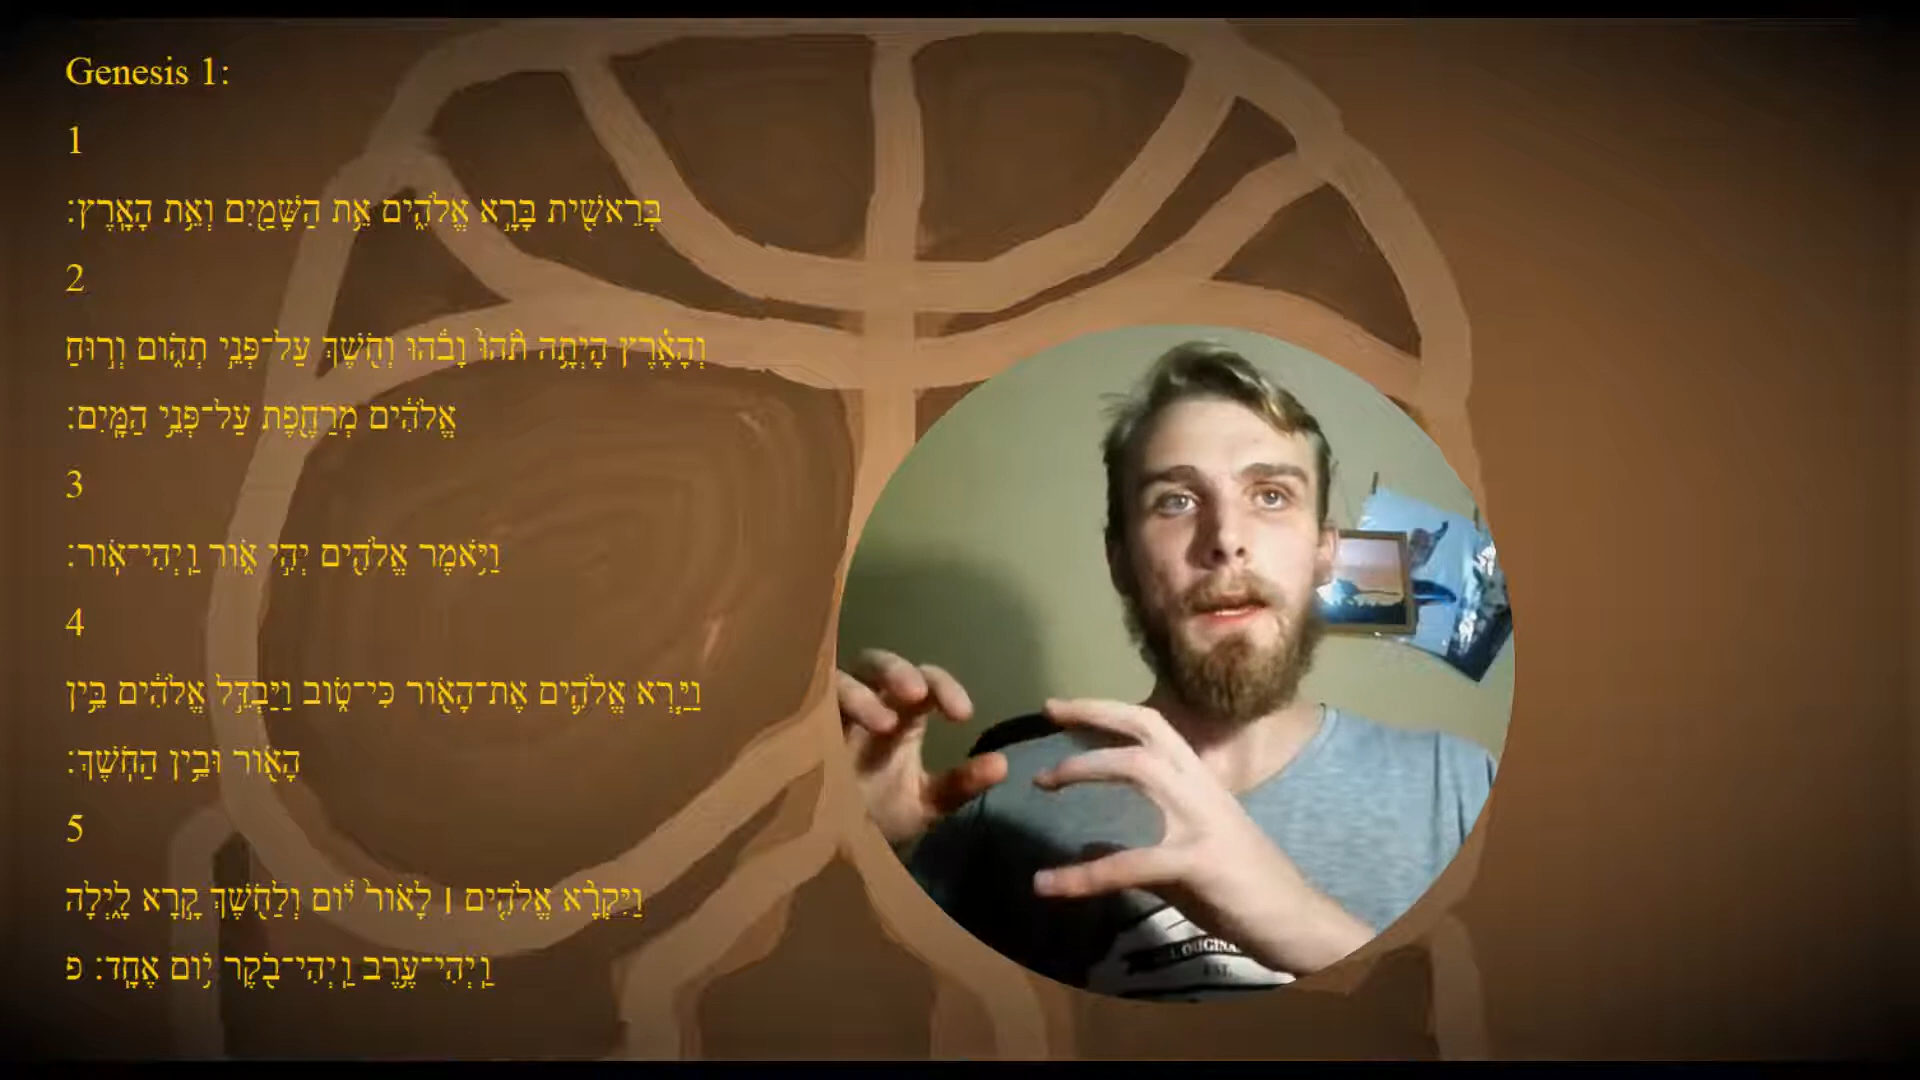 Genesis 1:
1
בְּרֵאשִׁ֖ית בָּרָ֣א אֱלֹהִ֑ים אֵ֥ת הַשָּׁמַ֖יִם וְאֵ֥ת הָאָֽרֶץ׃
2
וְהָאָ֗רֶץ הָיְתָ֥ה תֹ֙הוּ֙ וָבֹ֔הוּ וְחֹ֖שֶׁךְ עַל־פְּנֵ֣י תְה֑וֹם וְר֣וּחַ
אֱלֹהִ֔ים מְרַחֶ֖פֶת עַל־פְּנֵ֥י הַמָּֽיִם׃
3
וַיֹּ֥אמֶר אֱלֹהִ֖ים יְהִ֣י א֑וֹר וַֽיְהִי־אֽוֹר׃
4
וַיַּ֧רְא אֱלֹהִ֛ים אֶת־הָא֖וֹר כִּי־ט֑וֹב וַיַּבְדֵּ֣ל אֱלֹהִ֔ים בֵּ֥ין
הָא֖וֹר וּבֵ֥ין הַחֹֽשֶׁךְ׃
5
וַיִּקְרָ֨א אֱלֹהִ֤ים ׀ לָאוֹר֙ י֔וֹם וְלַחֹ֖שֶׁךְ קָ֣רָא לָ֑יְלָה
וַֽיְהִי־עֶ֥רֶב וַֽיְהִי־בֹ֖קֶר י֥וֹם אֶחָֽד׃ פ
EST.